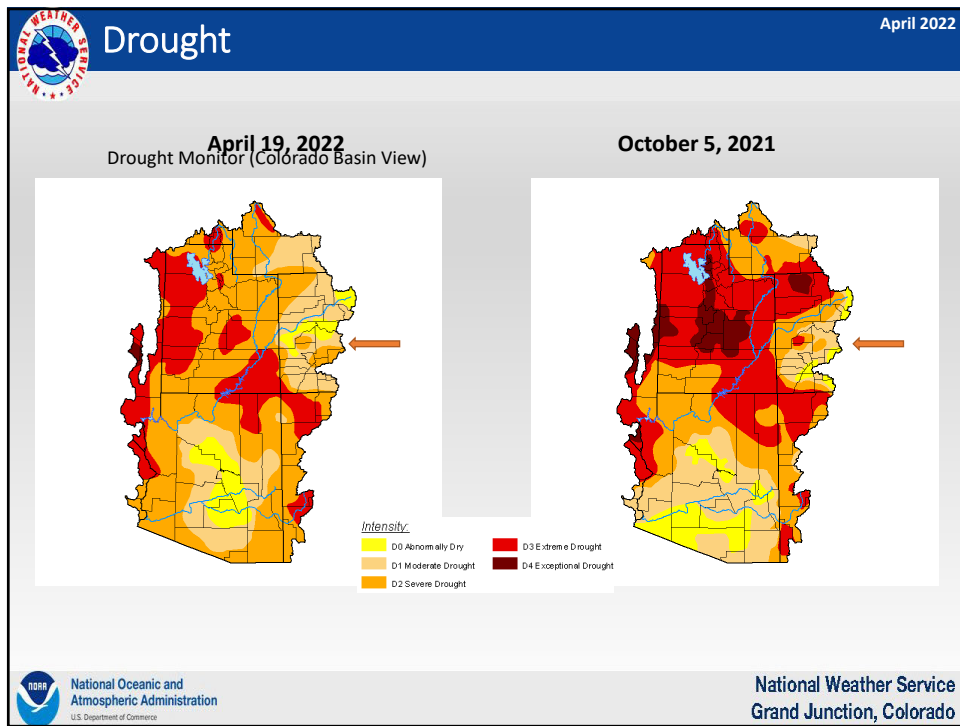 April 2022
NATIONAL WEATHER SERVICE
Drought
April 19, 2022
Drought Monitor (Colorado Basin View)
October 5, 2021
Intensity:
D0 Abnormally Dry
D3 Extreme Drought
D1 Moderate Drought
D4 Exceptional Drought
D2 Severe Drought
NOAA
National Oceanic and
Atmospheric Administration
U.S. Department of Commerce
National Weather Service
Grand Junction, Colorado